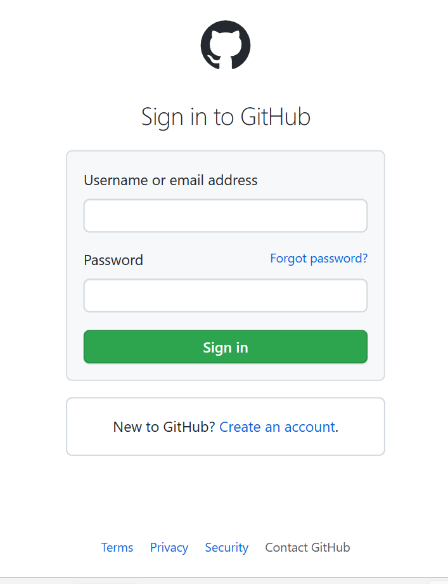 Sign in to GitHub
Username or email address
Password Forgot password?
Sign in
New to GitHub? Create an account.
Terms Privacy Security Contact GitHub